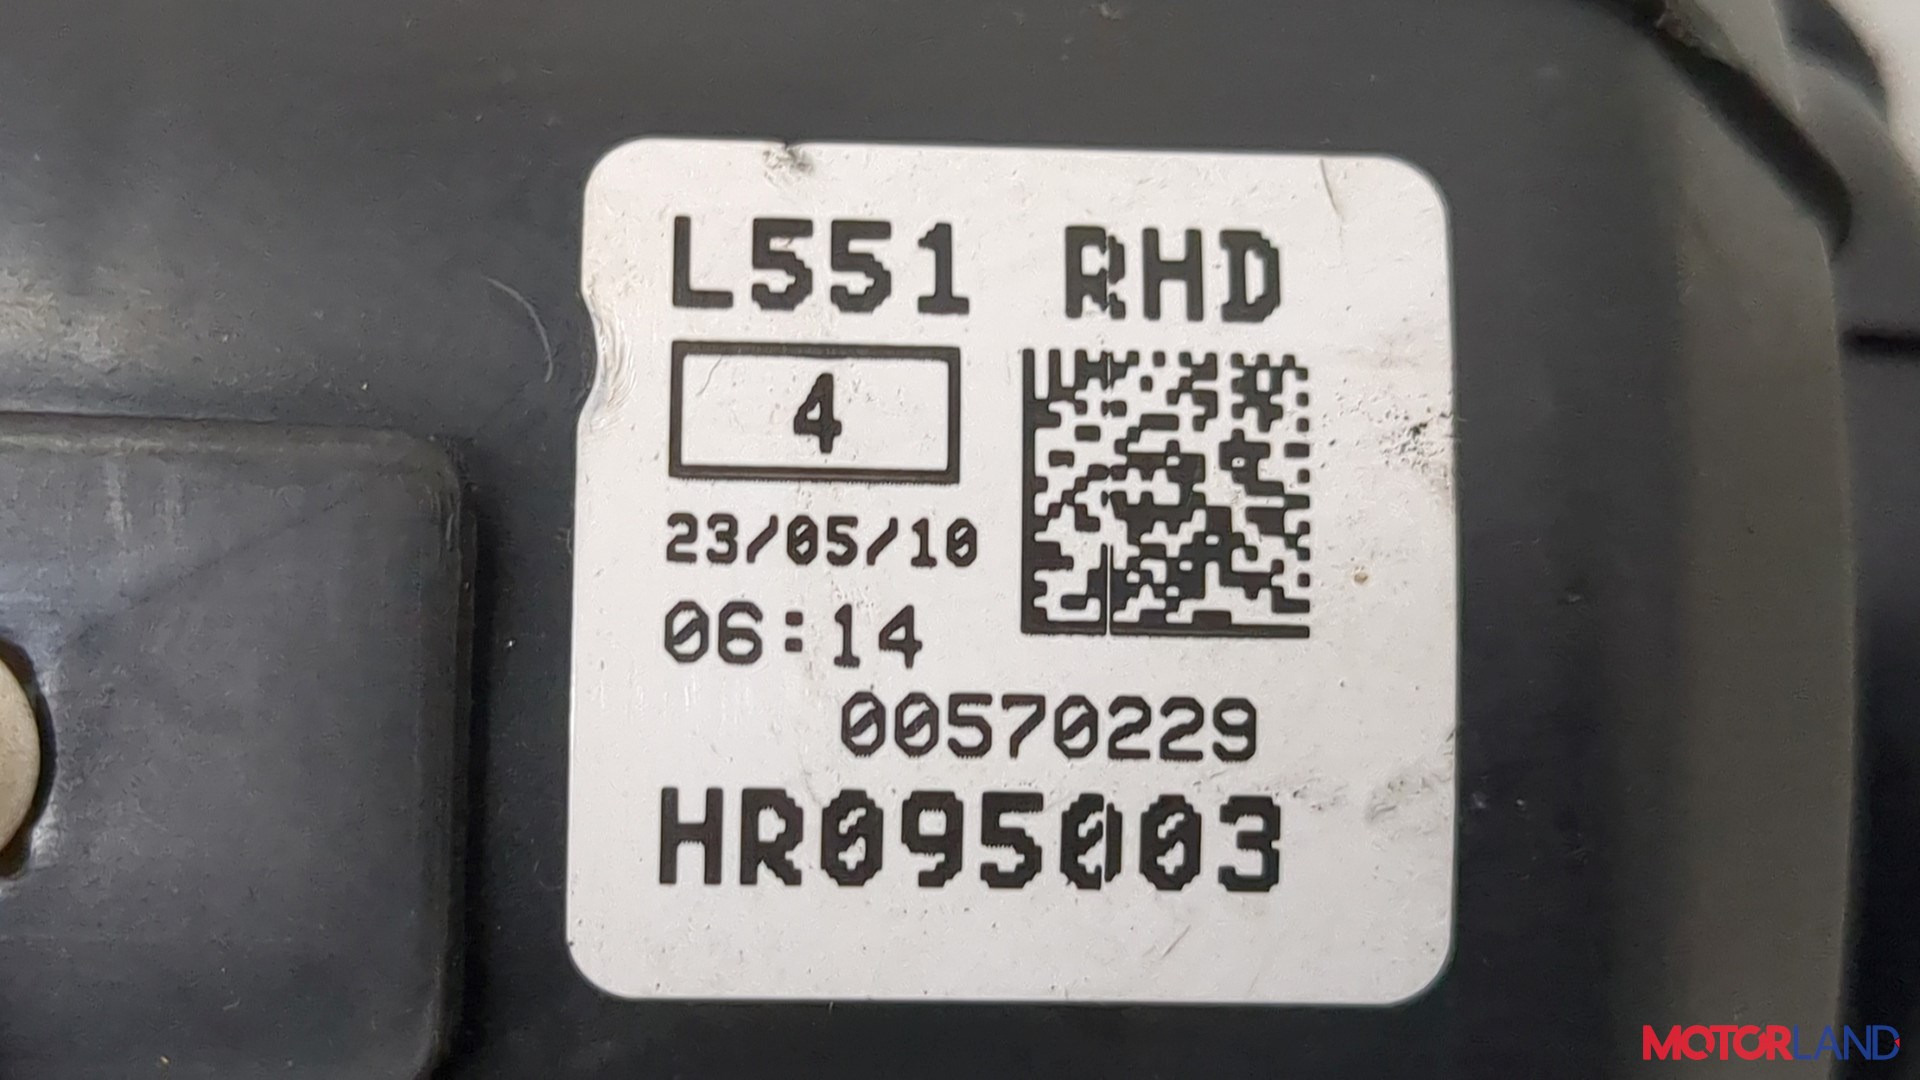 L551 RHD
4
23/05/10
06:14
00570229
HR095003
MOTORLAND